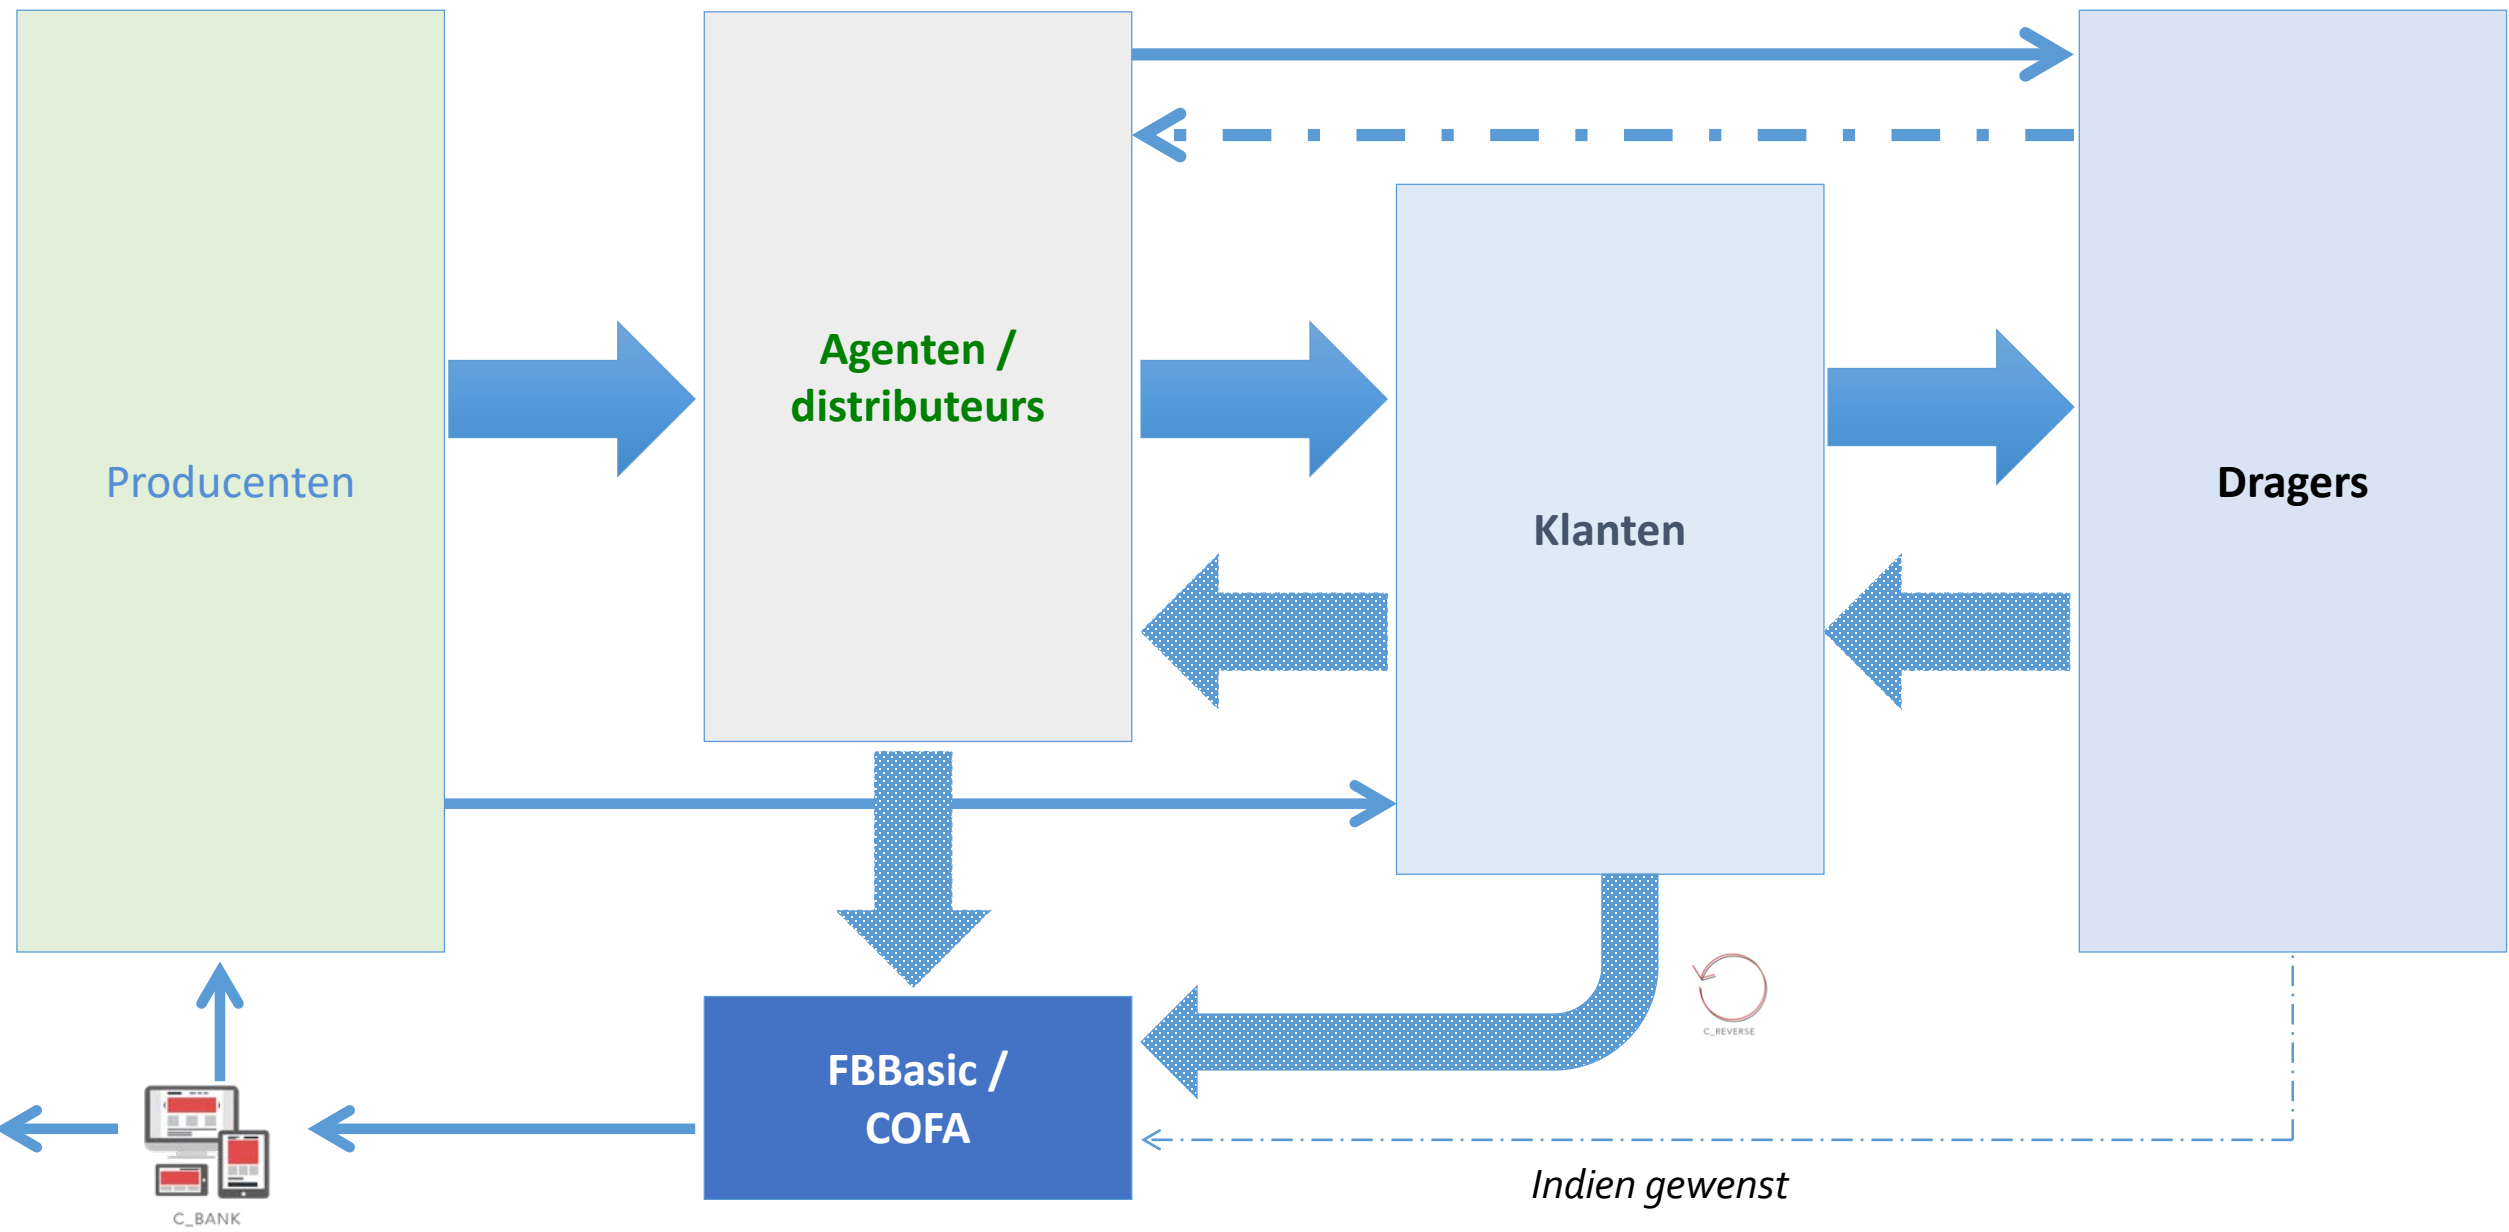 Producenten
Agenten /
distributeurs
Klanten
Dragers
FBBasic /
COFA
C_REVERSE
Indien gewenst
C_BANK